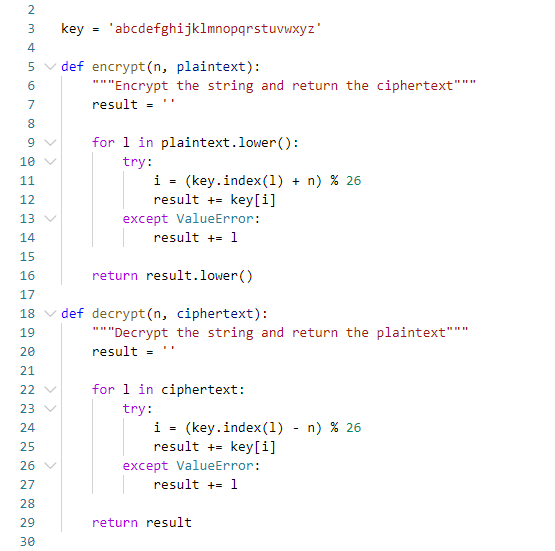 2
3 key = 'abcdefghijklmnopqrstuvwxyz'
4
5 def encrypt(n, plaintext):
6     """Encrypt the string and return the ciphertext"""
7     result = ''
8
9     for l in plaintext.lower():
10         try:
11             i = (key.index(l) + n) % 26
12             result += key[i]
13         except ValueError:
14             result += l
15
16     return result.lower()
17
18 def decrypt(n, ciphertext):
19     """Decrypt the string and return the plaintext"""
20     result = ''
21
22     for l in ciphertext:
23         try:
24             i = (key.index(l) - n) % 26
25             result += key[i]
26         except ValueError:
27             result += l
28
29     return result
30